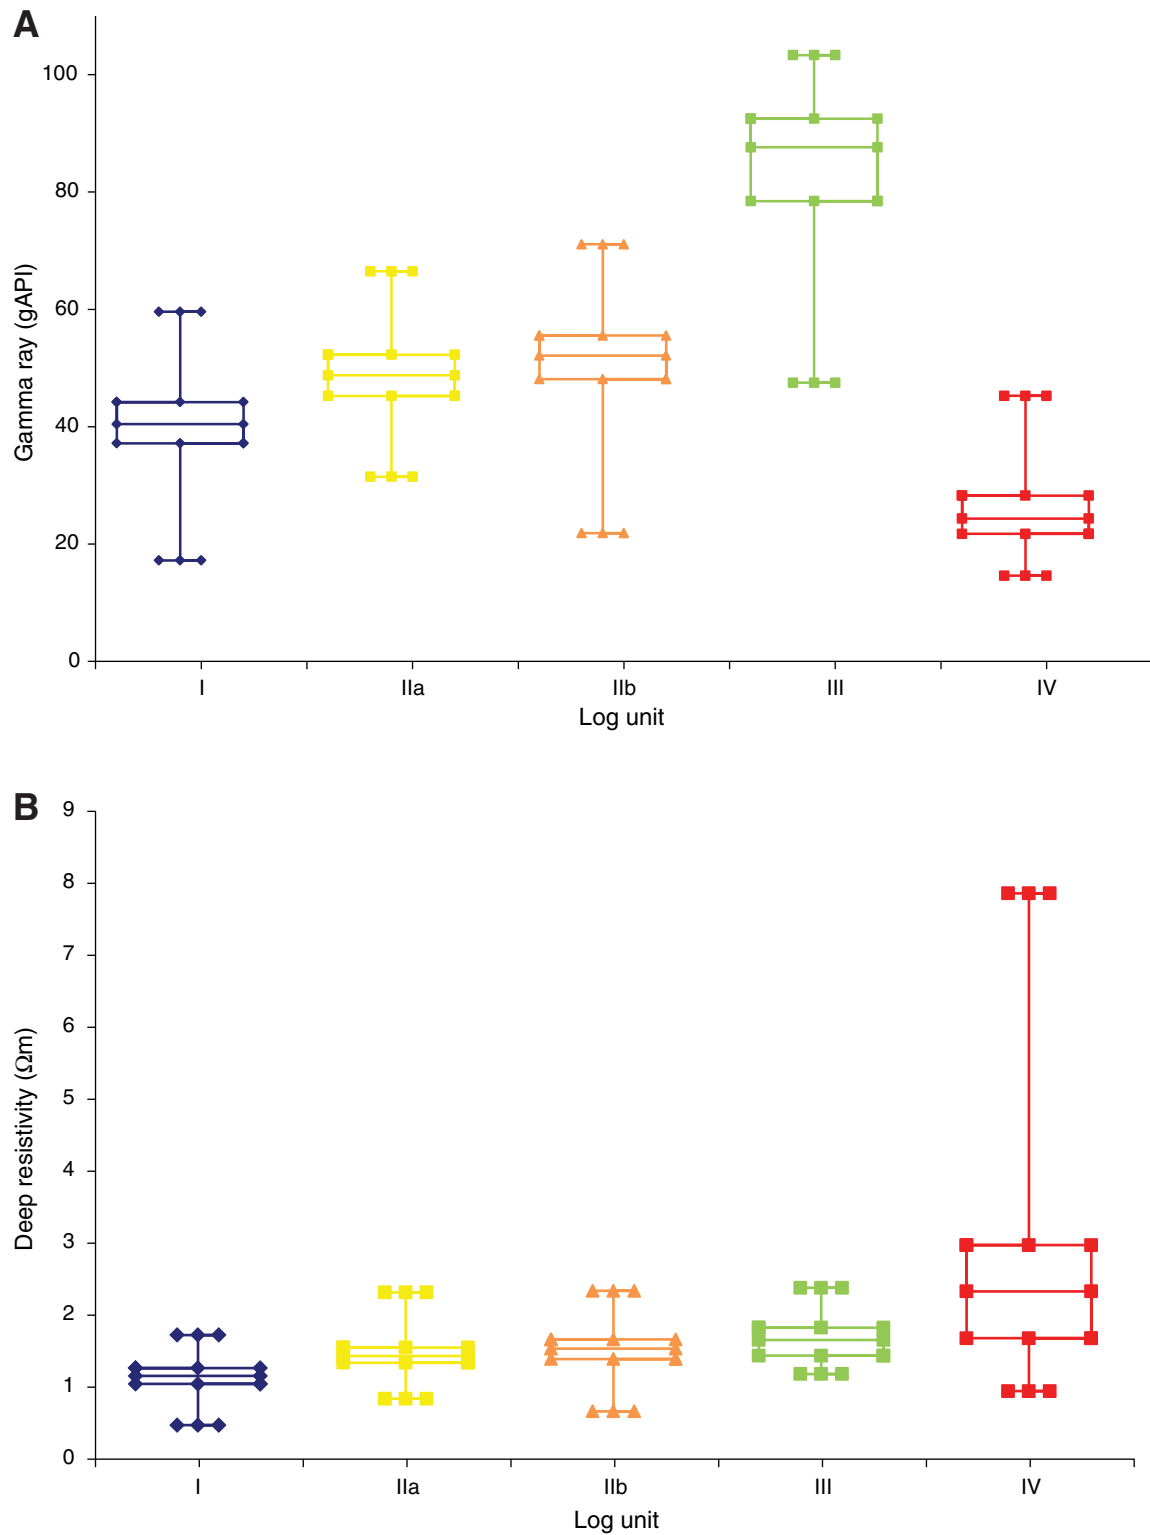 A
100
80
60
40
20
0
Gamma ray (gAPI)
I IIa IIb III IV
Log unit
B
9
8
7
6
5
4
3
2
1
0
Deep resistivity (Ωm)
I IIa IIb III IV
Log unit